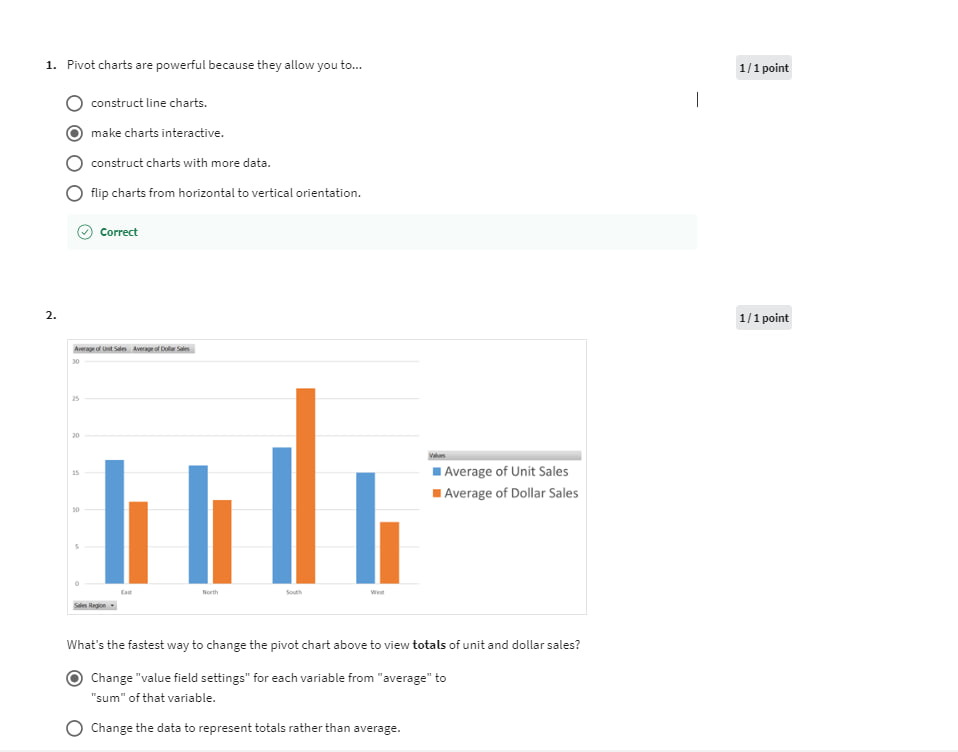 1. Pivot charts are powerful because they allow you to...
1 / 1 point
construct line charts.
make charts interactive.
construct charts with more data.
flip charts from horizontal to vertical orientation.
Correct
2.
1 / 1 point
Average of Unit Sales Average of Dollar Sales
30
25
20
15
10
5
0
East North South West
Values
Average of Unit Sales
Average of Dollar Sales
Sales Region
What's the fastest way to change the pivot chart above to view totals of unit and dollar sales?
Change "value field settings" for each variable from "average" to
"sum" of that variable.
Change the data to represent totals rather than average.